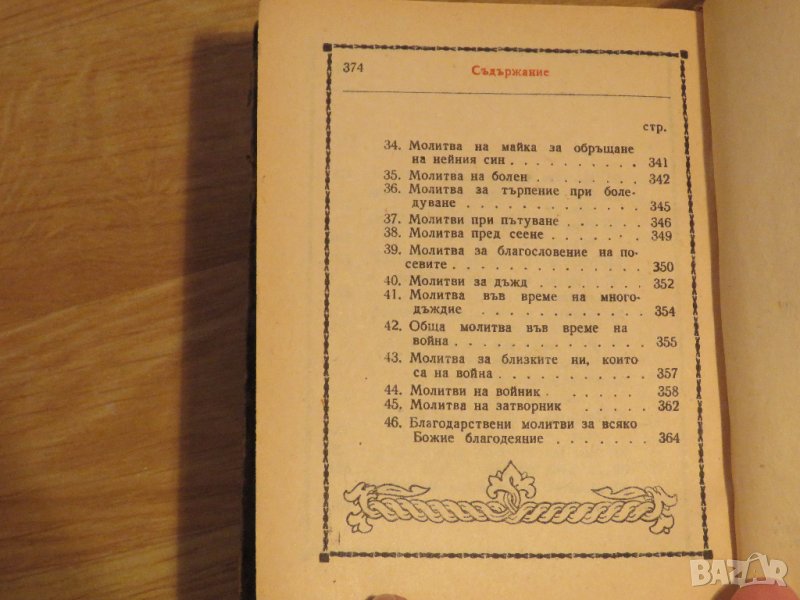 374 Съдържание
стр.
34. Молитва на майка за обръщане
на нейния син . . . . . . . . . 341
35. Молитва на болен . . . . . . . 342
36. Молитва за търпение при боле-
дуване . . . . . . . . . . . . . 345
37. Молитви при пътуване . . . . . . 346
38. Молитва пред сеене . . . . . . . 349
39. Молитва за благословение на по-
севите . . . . . . . . . . . . . 350
40. Молитви за дъжд . . . . . . . . 352
41. Молитва във време на много-
дъждие . . . . . . . . . . . . . 354
42. Обща молитва във време на
война . . . . . . . . . . . . . . 355
43. Молитва за близките ни, които
са на война . . . . . . . . . . . 357
44. Молитви на войник . . . . . . . 358
45. Молитва на затворник . . . . . 362
46. Благодарствени молитви за всяко
Божие благодеяние . . . . . . . 364
BAZAR
bazar.bg